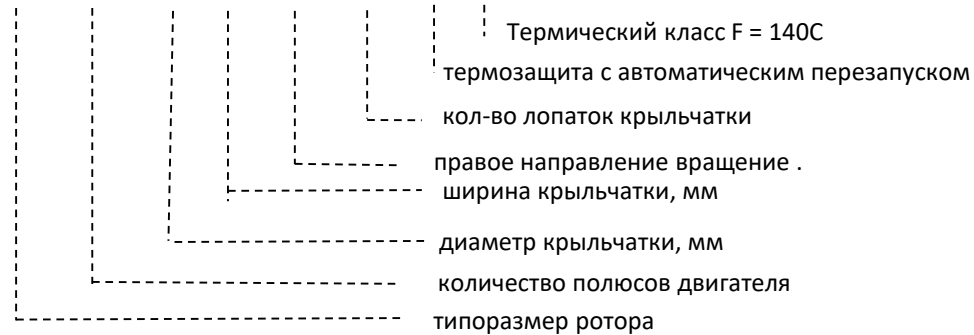 Термический класс F = 140С
термозащита с автоматическим перезапуском
кол-во лопаток крыльчатки
правое направление вращение .
ширина крыльчатки, мм
диаметр крыльчатки, мм
количество полюсов двигателя
типоразмер ротора